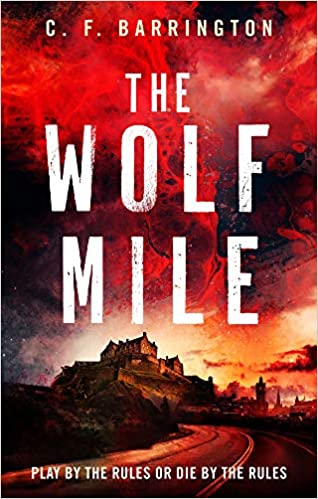 C. F. BARRINGTON
THE
WOLF
MILE
PLAY BY THE RULES OR DIE BY THE RULES